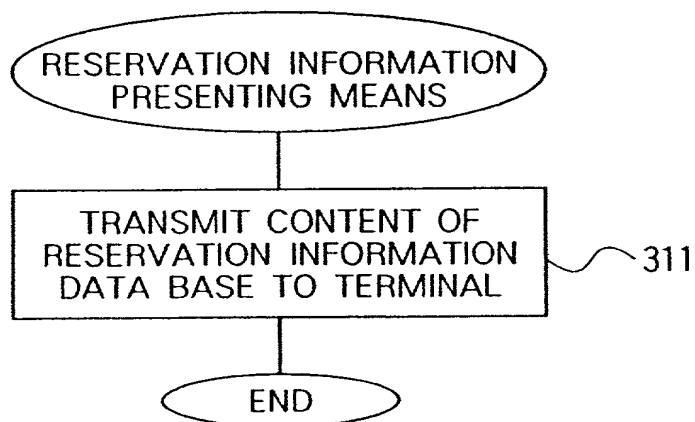 RESERVATION INFORMATION
PRESENTING MEANS
TRANSMIT CONTENT OF
RESERVATION INFORMATION
DATA BASE TO TERMINAL
311
END